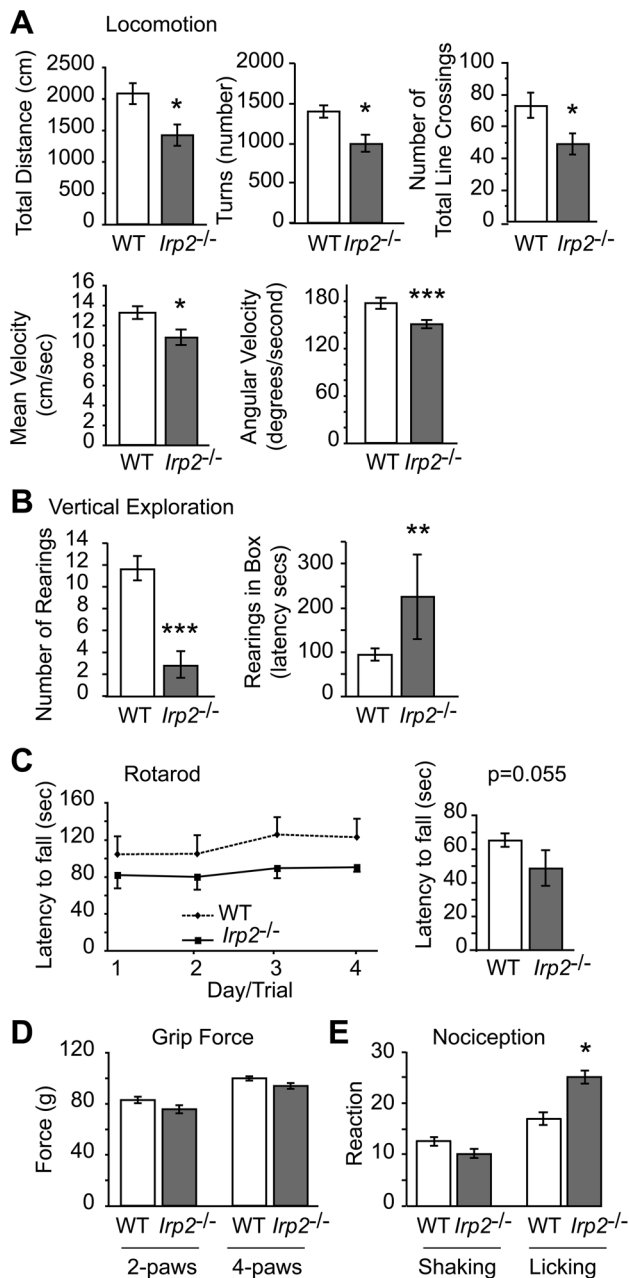 A Locomotion
Total Distance (cm)
2500
2000
1500
1000
500
0
*
WT Irp2-/-
Turns (number)
2000
1500
1000
500
0
*
WT Irp2-/-
Number of
Total Line Crossings
100
80
60
40
20
0
*
WT Irp2-/-
Mean Velocity
(cm/sec)
16
14
12
10
8
6
4
2
0
*
WT Irp2-/-
Angular Velocity
(degrees/second)
180
120
60
0
***
WT Irp2-/-
B Vertical Exploration
Number of Rearings
14
12
10
8
6
4
2
0
***
WT Irp2-/-
Rearings in Box
(latency secs)
300
200
100
0
**
WT Irp2-/-
C Rotarod
Latency to fall (sec)
160
120
80
40
0
WT
Irp2-/-
1 2 3 4
Day/Trial
p=0.055
Latency to fall (sec)
80
60
40
20
0
WT Irp2-/-
D Grip Force
Force (g)
120
80
40
0
WT Irp2-/- WT Irp2-/-
2-paws 4-paws
E Nociception
Reaction
30
20
10
0
*
WT Irp2-/- WT Irp2-/-
Shaking Licking